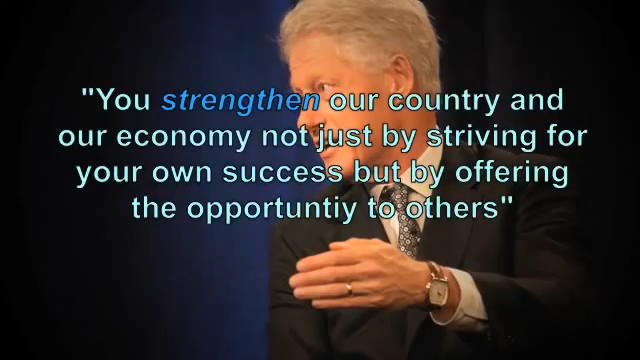 "You strengthen our country and
our economy not just by striving for
your own success but by offering
the opportuntiy to others"